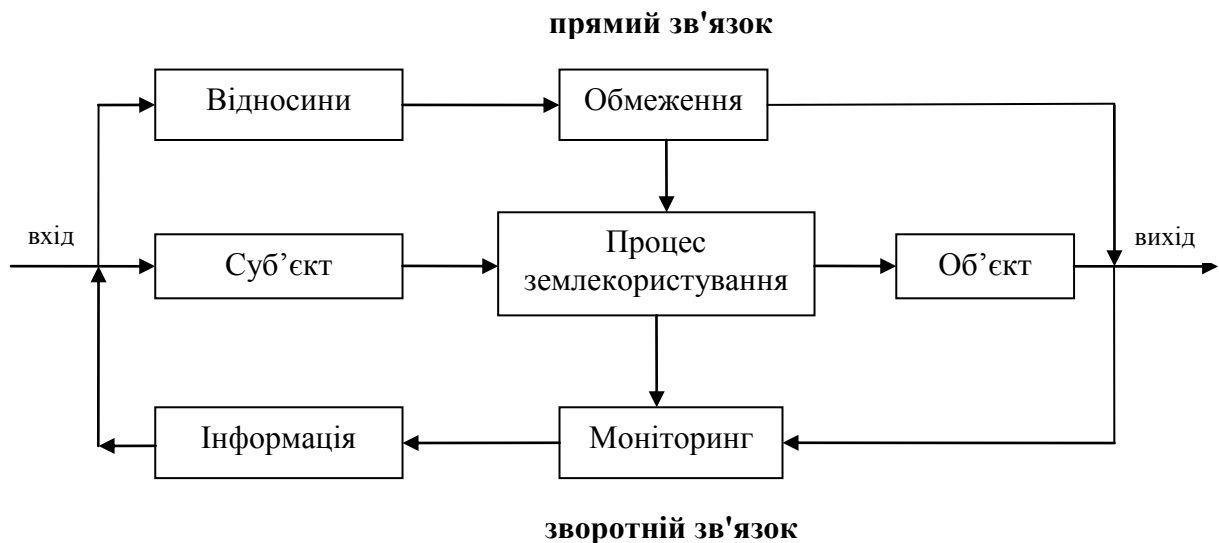 прямий зв'язок
Відносини
Обмеження
вхід
Суб’єкт
Процес
землекористування
Об’єкт
вихід
Інформація
Моніторинг
зворотній зв'язок